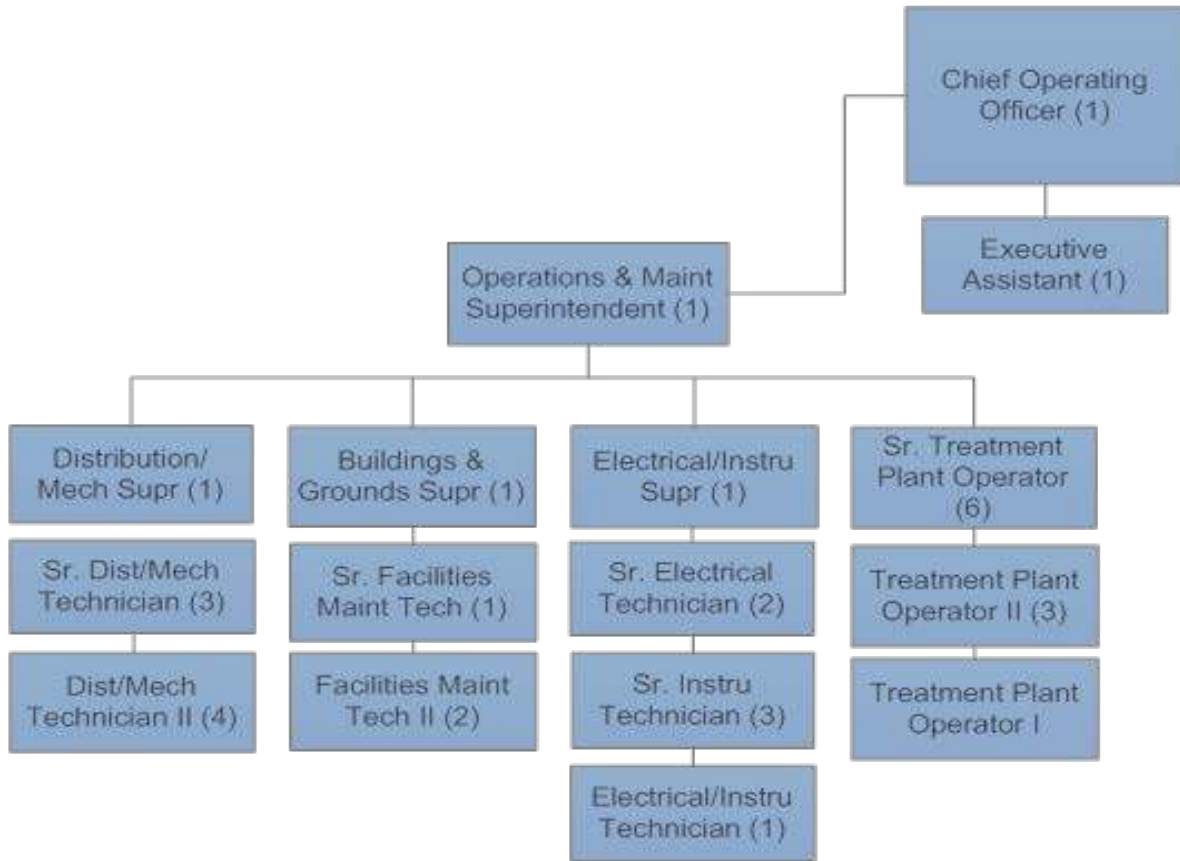 Chief Operating
Officer (1)
Executive
Assistant (1)
Operations & Maint
Superintendent (1)
Distribution/
Mech Supr (1)
Sr. Dist/Mech
Technician (3)
Dist/Mech
Technician II (4)
Buildings &
Grounds Supr (1)
Sr. Facilities
Maint Tech (1)
Facilities Maint
Tech II (2)
Electrical/Instru
Supr (1)
Sr. Electrical
Technician (2)
Sr. Instru
Technician (3)
Electrical/Instru
Technician (1)
Sr. Treatment
Plant Operator
(6)
Treatment Plant
Operator II (3)
Treatment Plant
Operator I